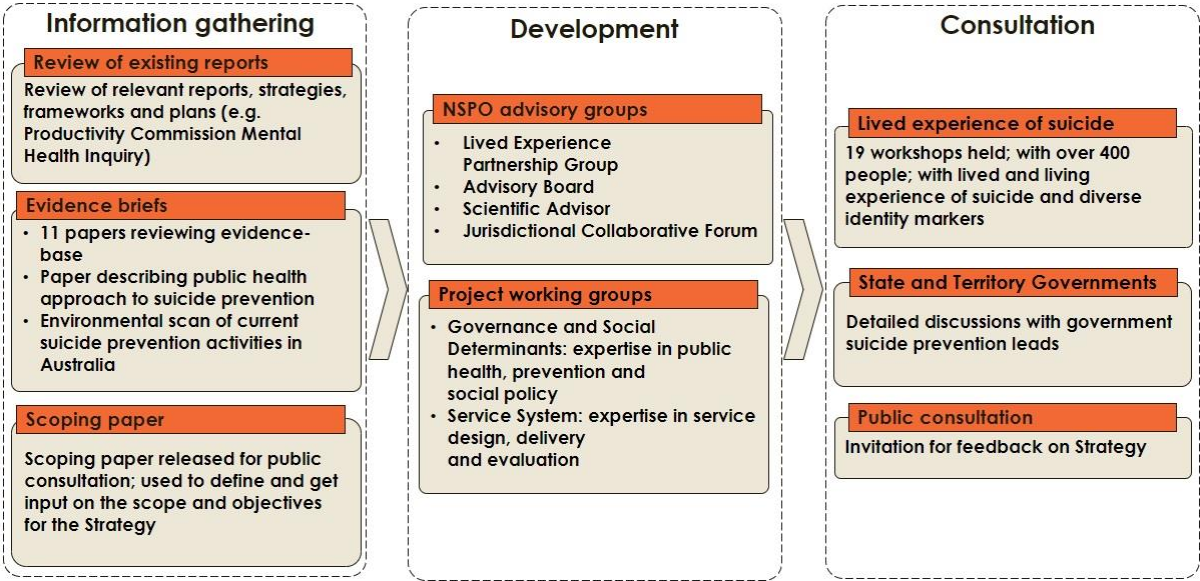 Information gathering
Review of existing reports
Review of relevant reports, strategies,
frameworks and plans (e.g.
Productivity Commission Mental
Health Inquiry)
Evidence briefs
• 11 papers reviewing evidence-
base
• Paper describing public health
approach to suicide prevention
• Environmental scan of current
suicide prevention activities in
Australia
Scoping paper
Scoping paper released for public
consultation; used to define and get
input on the scope and objectives
for the Strategy
Development
NSPO advisory groups
• Lived Experience
Partnership Group
• Advisory Board
• Scientific Advisor
• Jurisdictional Collaborative Forum
Project working groups
• Governance and Social
Determinants: expertise in public
health, prevention and
social policy
• Service System: expertise in service
design, delivery
and evaluation
Consultation
Lived experience of suicide
19 workshops held; with over 400
people; with lived and living
experience of suicide and diverse
identity markers
State and Territory Governments
Detailed discussions with government
suicide prevention leads
Public consultation
Invitation for feedback on Strategy